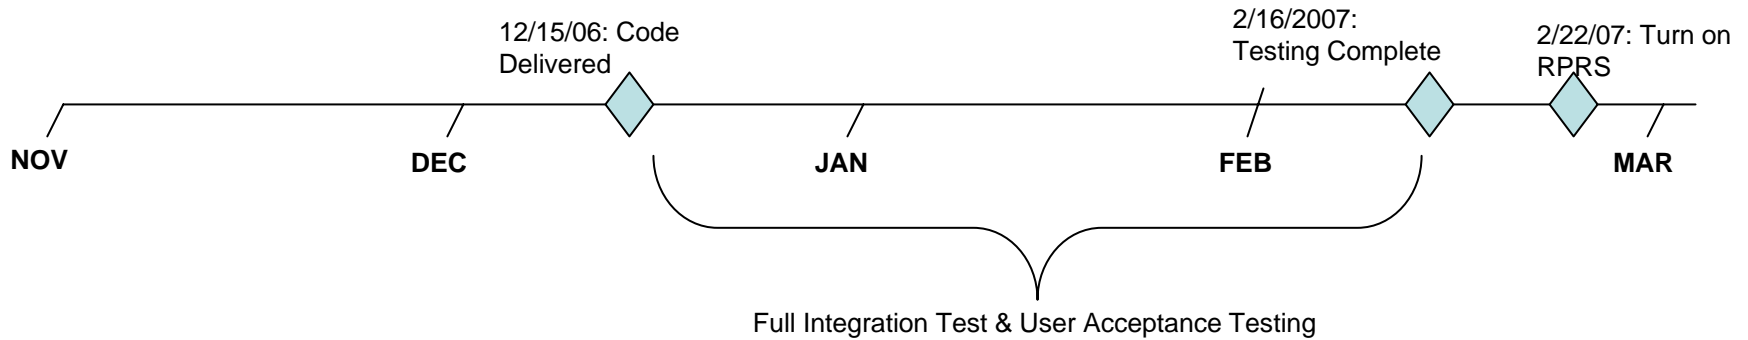 12/15/06: Code
Delivered
2/16/2007:
Testing Complete
2/22/07: Turn on
RPRS
NOV
DEC
JAN
FEB
MAR
Full Integration Test & User Acceptance Testing